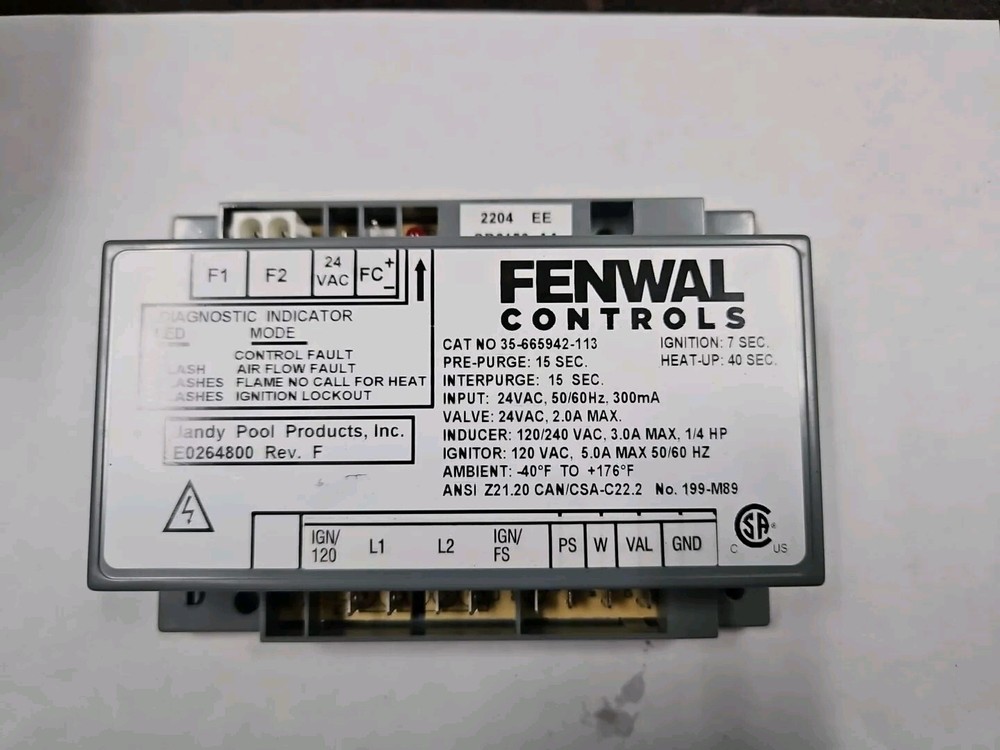 2204 EE
F1 F2 24 VAC FC + -
FENWAL
CONTROLS
DIAGNOSTIC INDICATOR
LED MODE
CONTROL FAULT
AIR FLOW FAULT
FLAME NO CALL FOR HEAT
IGNITION LOCKOUT
Jandy Pool Products, Inc.
E0264800 Rev. F
CAT NO 35-665942-113 IGNITION: 7 SEC.
PRE-PURGE: 15 SEC. HEAT-UP: 40 SEC.
INTERPURGE: 15 SEC.
INPUT: 24VAC, 50/60Hz, 300mA
VALVE: 24VAC, 2.0A MAX.
INDUCER: 120/240 VAC, 3.0A MAX, 1/4 HP
IGNITOR: 120 VAC, 5.0A MAX 50/60 HZ
AMBIENT: -40°F TO +176°F
ANSI Z21.20 CAN/CSA-C22.2 No. 199-M89
IGN/120 L1 L2 IGN/FS PS W VAL GND
C SA ® US